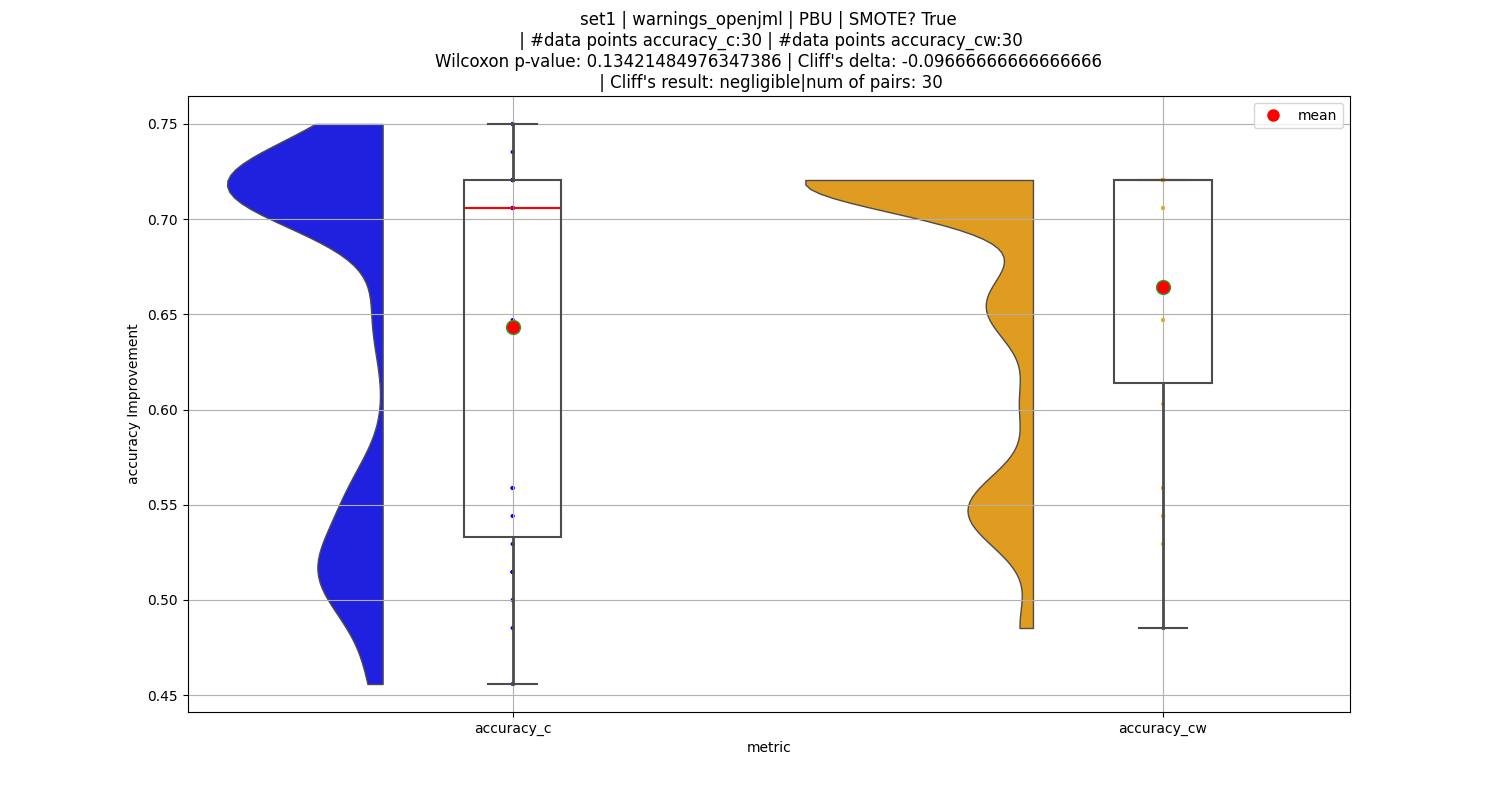 set1 | warnings_openjml | PBU | SMOTE? True
| #data points accuracy_c:30 | #data points accuracy_cw:30
Wilcoxon p-value: 0.13421484976347386 | Cliff's delta: -0.09666666666666666
| Cliff's result: negligible|num of pairs: 30
mean
0.75
0.70
0.65
0.60
0.55
0.50
0.45
accuracy Improvement
accuracy_c
accuracy_cw
metric